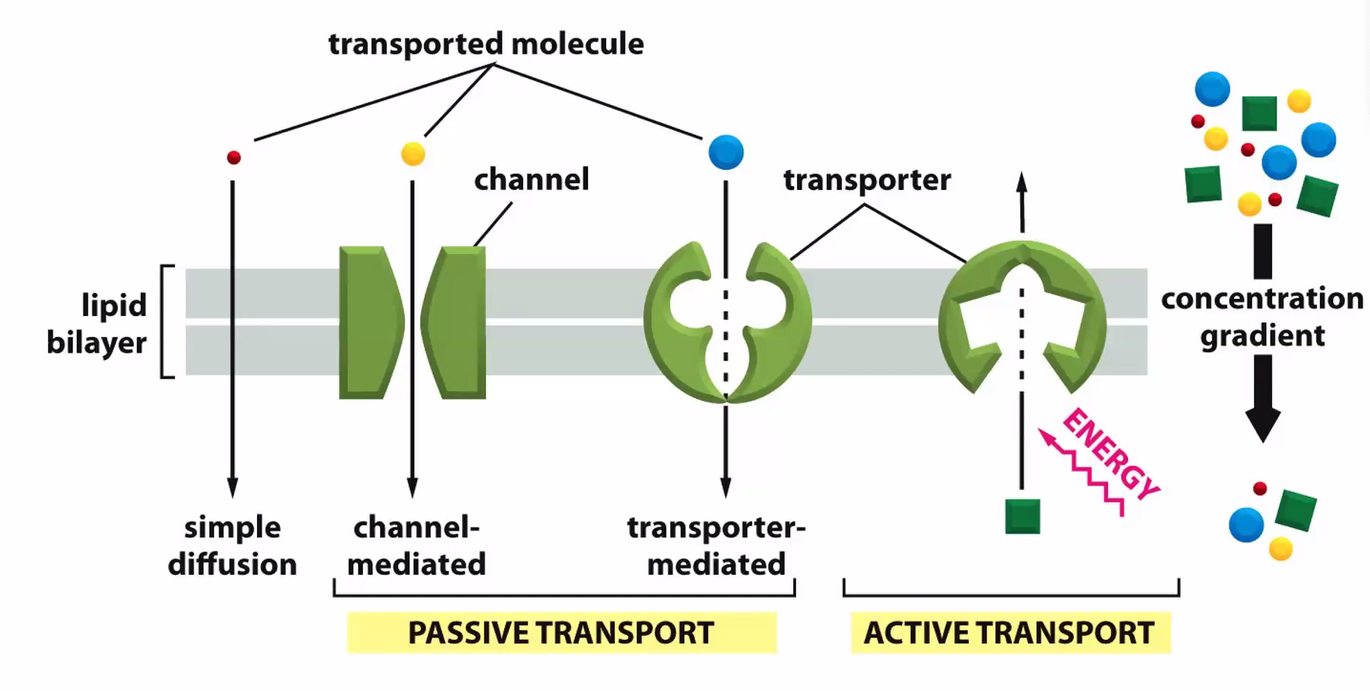 transported molecule
channel
transporter
lipid
bilayer
concentration
gradient
ENERGY
simple
diffusion
channel-
mediated
transporter-
mediated
PASSIVE TRANSPORT
ACTIVE TRANSPORT